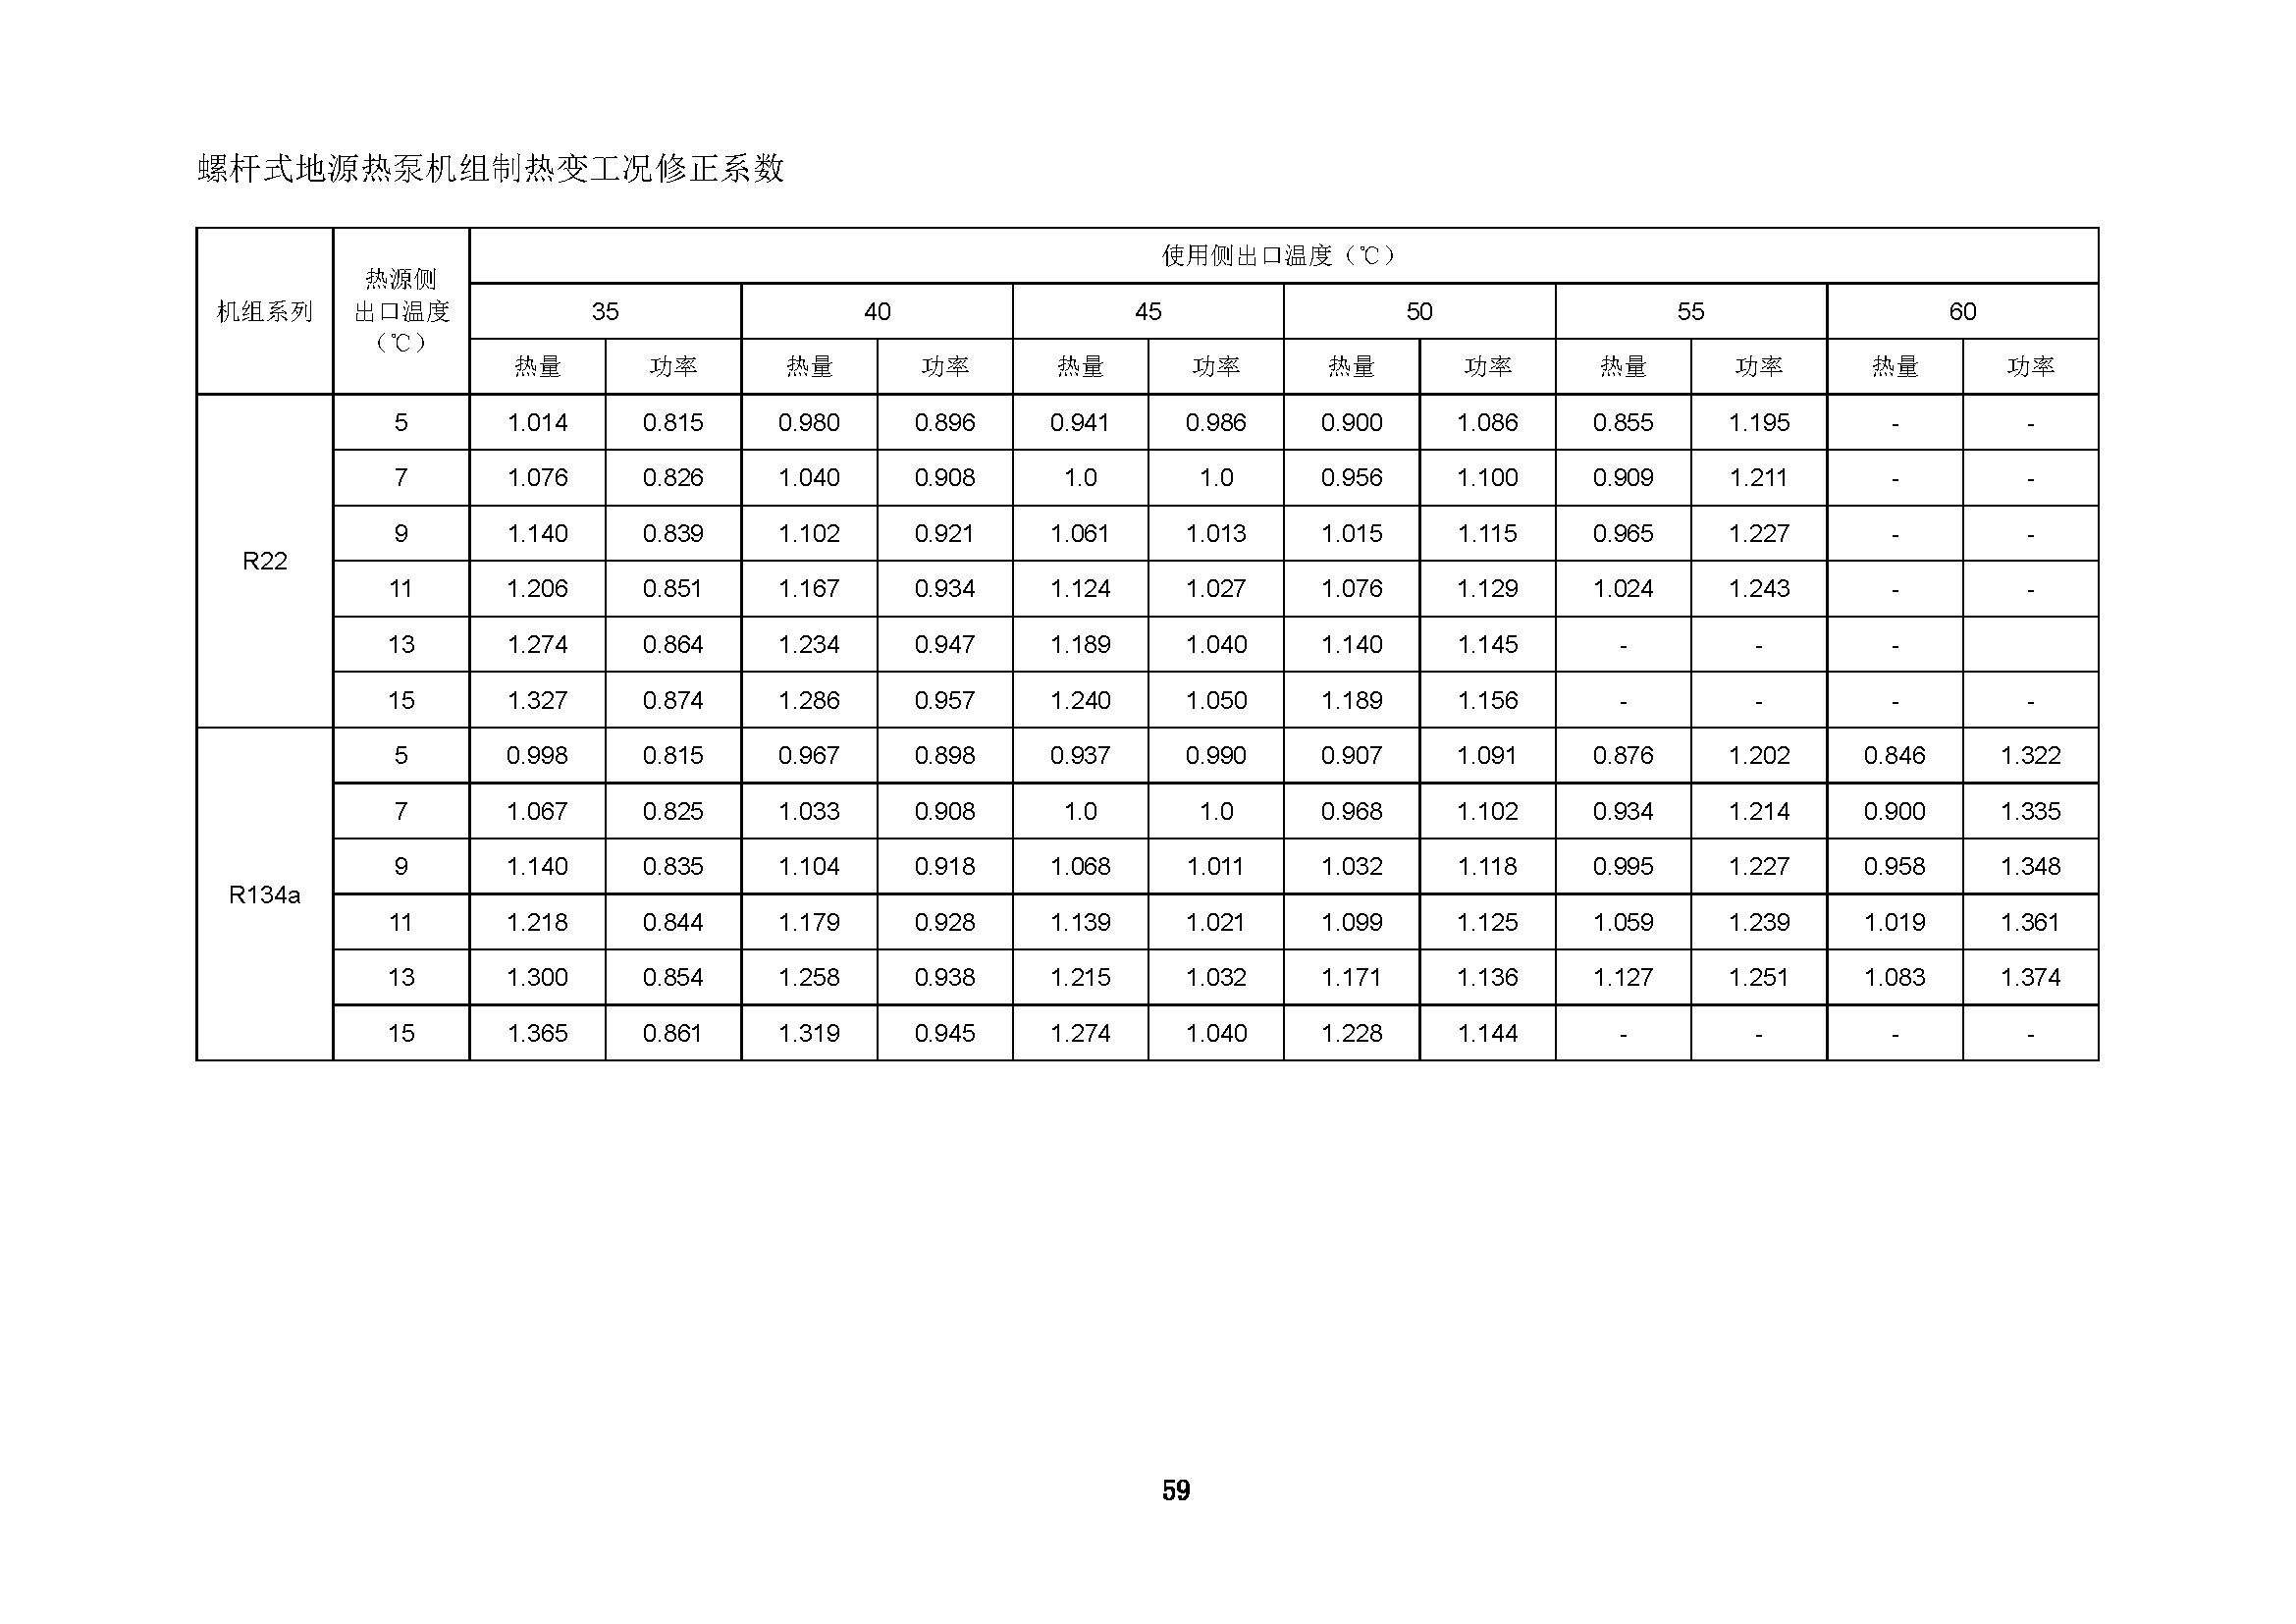 螺杆式地源热泵机组制热变工况修正系数
机组系列 热源侧出口温度（℃） 使用侧出口温度（℃）
35 40 45 50 55 60
热量 功率 热量 功率 热量 功率 热量 功率 热量 功率 热量 功率
R22
5 1.014 0.815 0.980 0.896 0.941 0.986 0.900 1.086 0.855 1.195 - -
7 1.076 0.826 1.040 0.908 1.0 1.0 0.956 1.100 0.909 1.211 - -
9 1.140 0.839 1.102 0.921 1.061 1.013 1.015 1.115 0.965 1.227 - -
11 1.206 0.851 1.167 0.934 1.124 1.027 1.076 1.129 1.024 1.243 - -
13 1.274 0.864 1.234 0.947 1.189 1.040 1.140 1.145 - - -
15 1.327 0.874 1.286 0.957 1.240 1.050 1.189 1.156 - - - -
R134a
5 0.998 0.815 0.967 0.898 0.937 0.990 0.907 1.091 0.876 1.202 0.846 1.322
7 1.067 0.825 1.033 0.908 1.0 1.0 0.968 1.102 0.934 1.214 0.900 1.335
9 1.140 0.835 1.104 0.918 1.068 1.011 1.032 1.118 0.995 1.227 0.958 1.348
11 1.218 0.844 1.179 0.928 1.139 1.021 1.099 1.125 1.059 1.239 1.019 1.361
13 1.300 0.854 1.258 0.938 1.215 1.032 1.171 1.136 1.127 1.251 1.083 1.374
15 1.365 0.861 1.319 0.945 1.274 1.040 1.228 1.144 - - - -
59